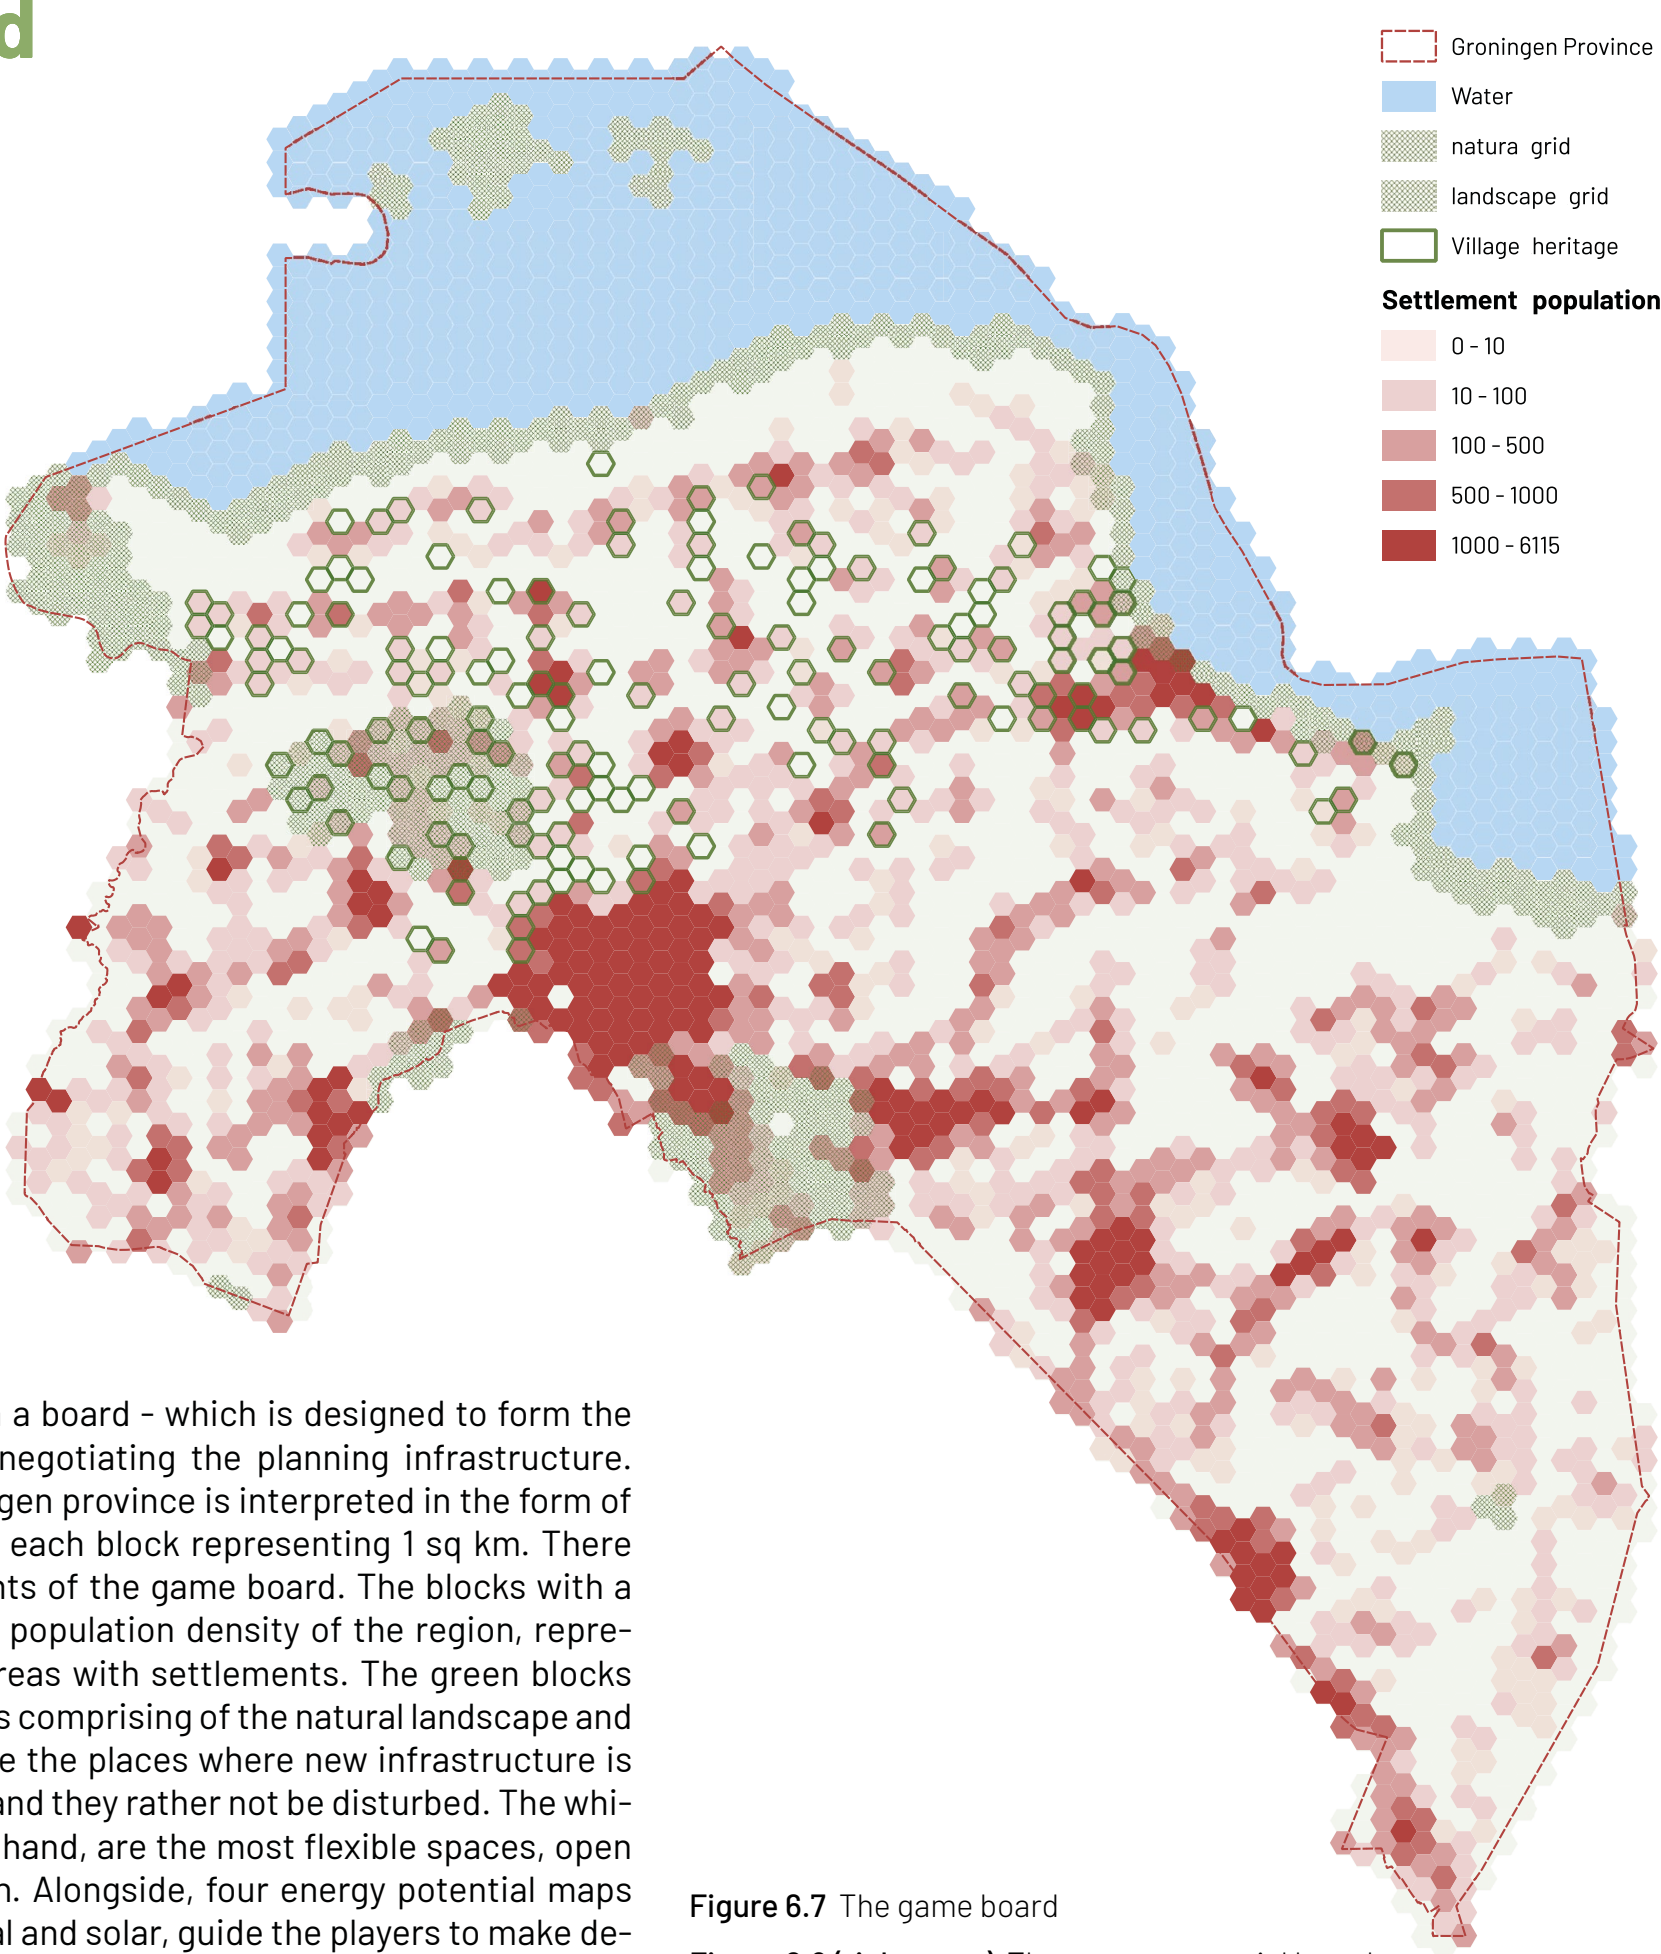 d
Groningen Province
Water
natura grid
landscape grid
Village heritage
Settlement population
0 - 10
10 - 100
100 - 500
500 - 1000
1000 - 6115
a board - which is designed to form the
negotiating the planning infrastructure.
gen province is interpreted in the form of
each block representing 1 sq km. There
nts of the game board. The blocks with a
population density of the region, repre-
reas with settlements. The green blocks
s comprising of the natural landscape and
e the places where new infrastructure is
and they rather not be disturbed. The whi-
hand, are the most flexible spaces, open
n. Alongside, four energy potential maps
al and solar, guide the players to make de-
Figure 6.7 The game board